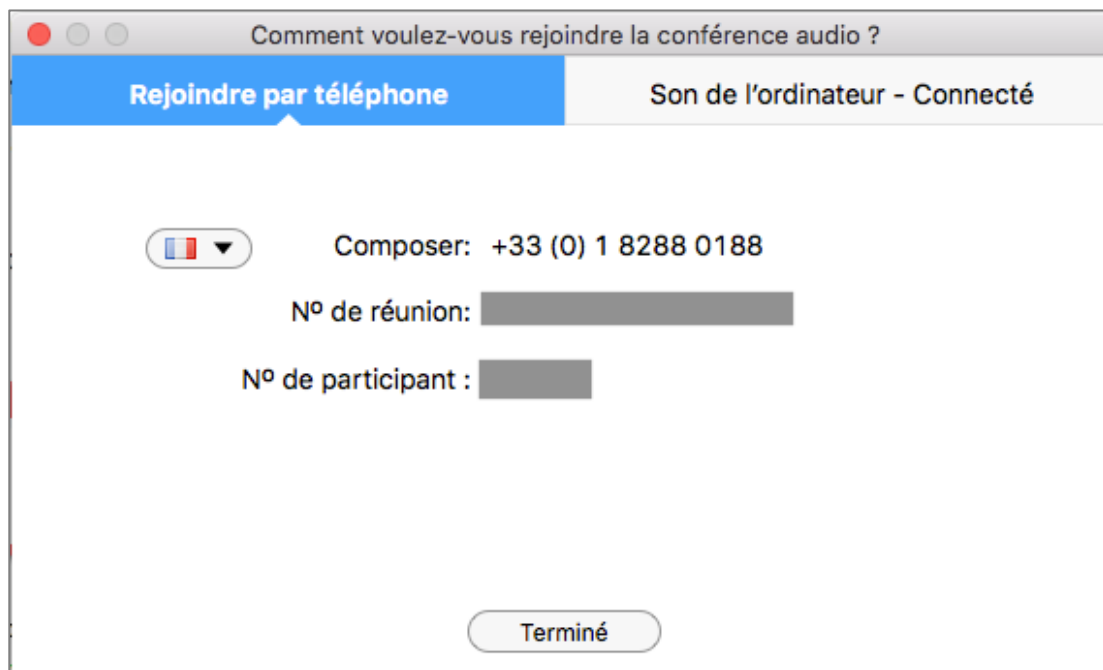 Comment voulez-vous rejoindre la conférence audio ?
Rejoindre par téléphone
Son de l'ordinateur - Connecté
Composer: +33 (0) 1 8288 0188
Nº de réunion:
Nº de participant :
Terminé